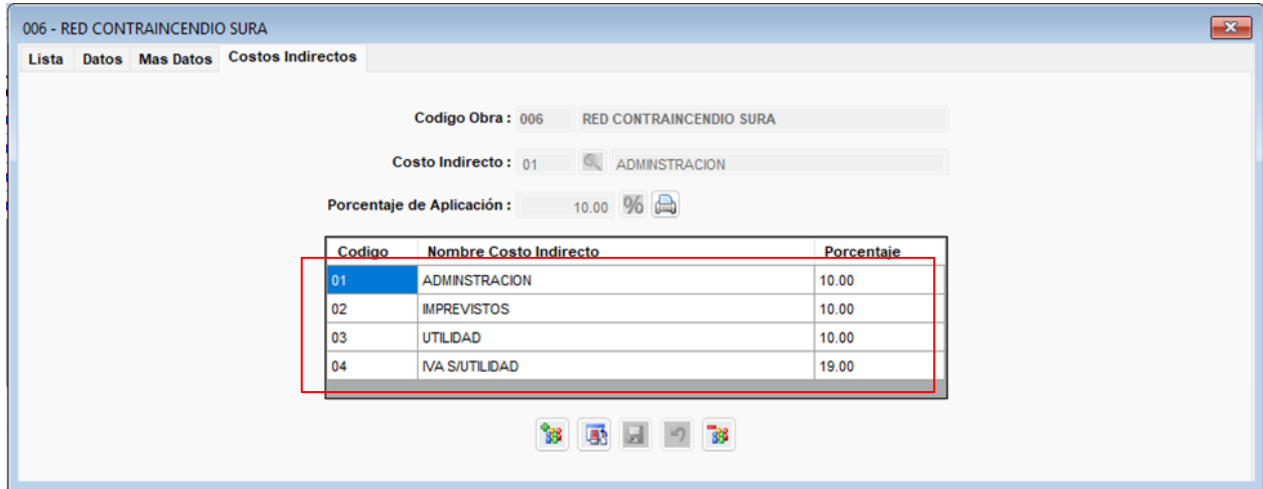 006 - RED CONTRAINCENDIO SURA
Lista Datos Mas Datos Costos Indirectos
Codigo Obra : 006 RED CONTRAINCENDIO SURA
Costo Indirecto : 01 ADMINSTRACION
Porcentaje de Aplicación : 10.00 %
Codigo Nombre Costo Indirecto Porcentaje
01 ADMINSTRACION 10.00
02 IMPREVISTOS 10.00
03 UTILIDAD 10.00
04 IVA S/UTILIDAD 19.00